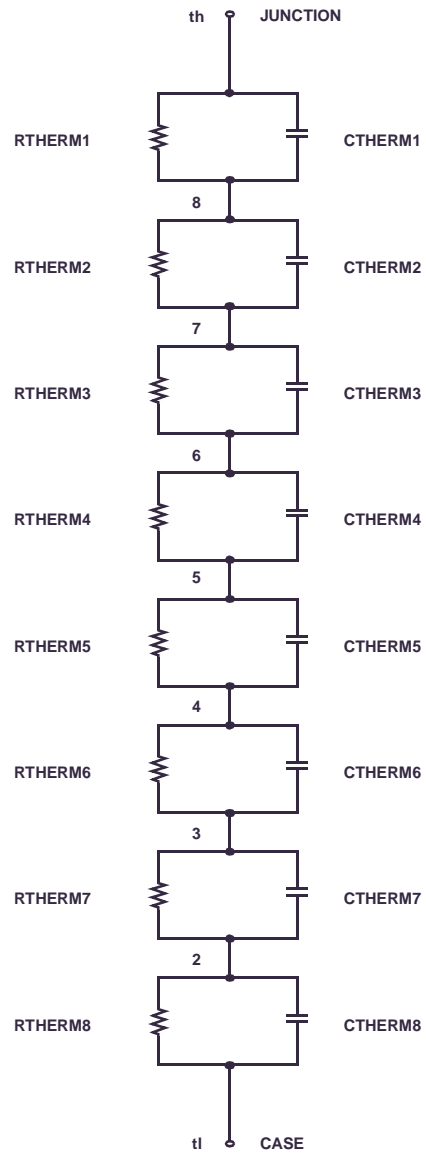 th JUNCTION
RTHERM1 CTHERM1
8
RTHERM2 CTHERM2
7
RTHERM3 CTHERM3
6
RTHERM4 CTHERM4
5
RTHERM5 CTHERM5
4
RTHERM6 CTHERM6
3
RTHERM7 CTHERM7
2
RTHERM8 CTHERM8
tl CASE